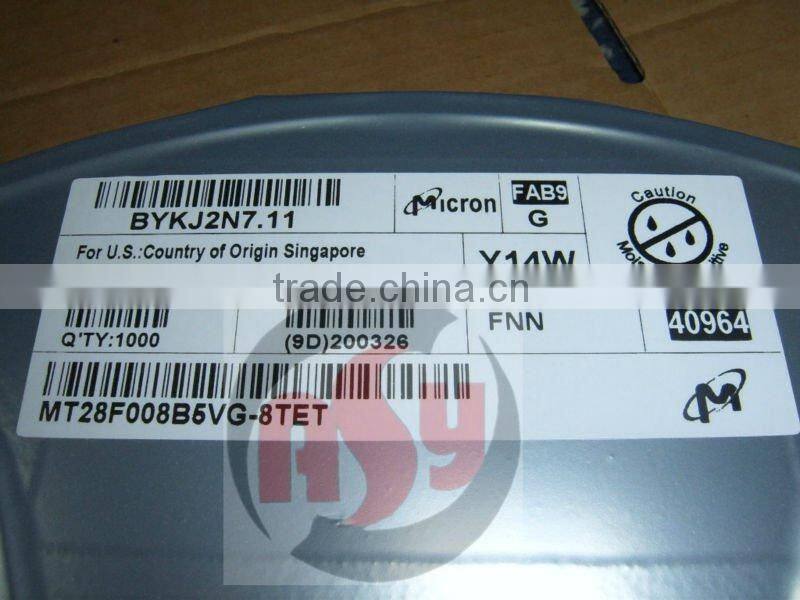 BYKJ2N7.11
Micron
FAB9
G
Caution
For U.S.:Country of Origin Singapore
Y14W
trade.china.cn
Q'TY:1000
(9D)200326
FNN
40964
MT28F008B5VG-8TET
M
ASY